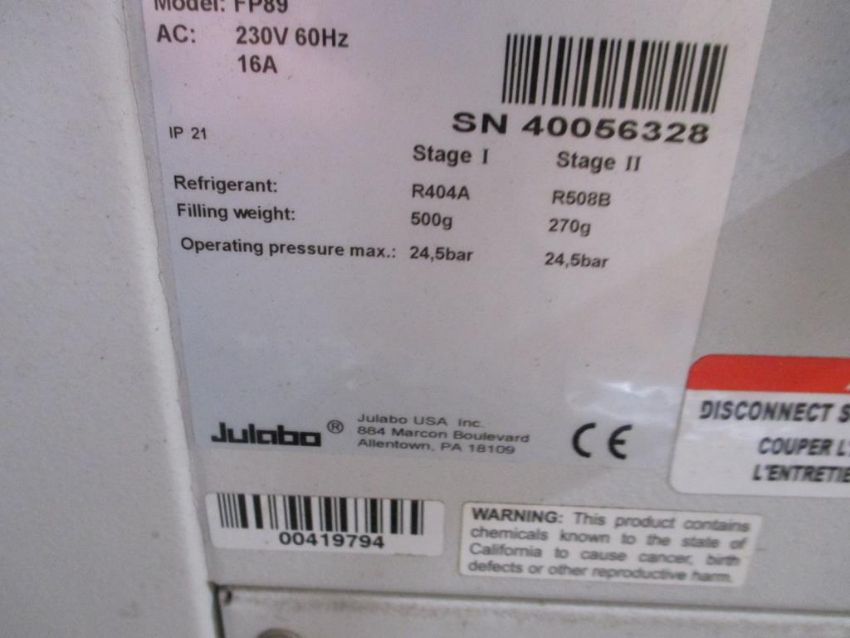 Model: FP89
AC: 230V 60Hz
16A
SN 40056328
IP 21
Stage I Stage II
Refrigerant: R404A R508B
Filling weight: 500g 270g
Operating pressure max.: 24,5bar 24,5bar
Julabo ® Julabo USA Inc.
884 Marcon Boulevard
Allentown, PA 18109
CE
DISCONNECT S
COUPER L'
L'ENTRETIE
00419794
WARNING: This product contains
chemicals known to the state of
California to cause cancer, birth
defects or other reproductive harm.